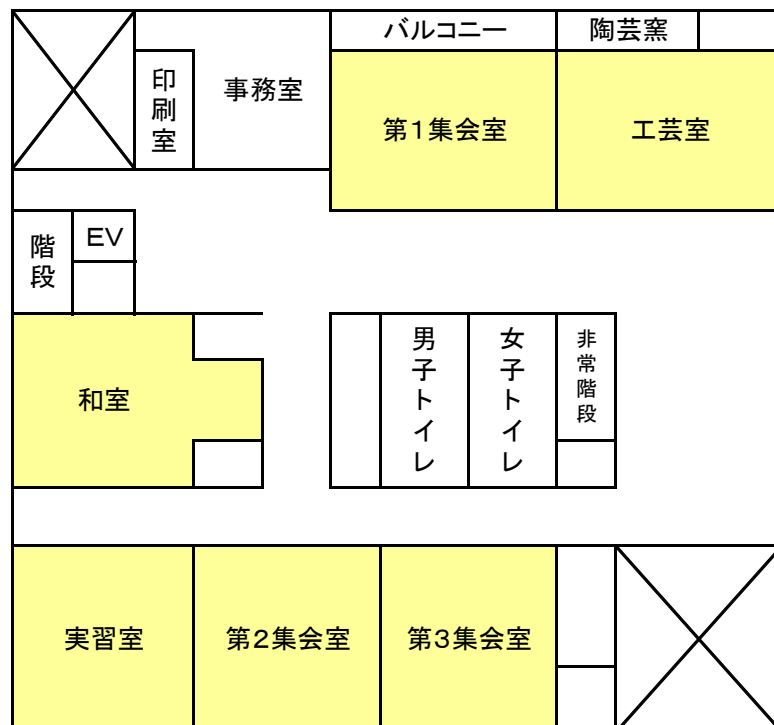 バルコニー
陶芸窯
印刷室
事務室
第1集会室
工芸室
階段
EV
和室
男子トイレ
女子トイレ
非常階段
実習室
第2集会室
第3集会室